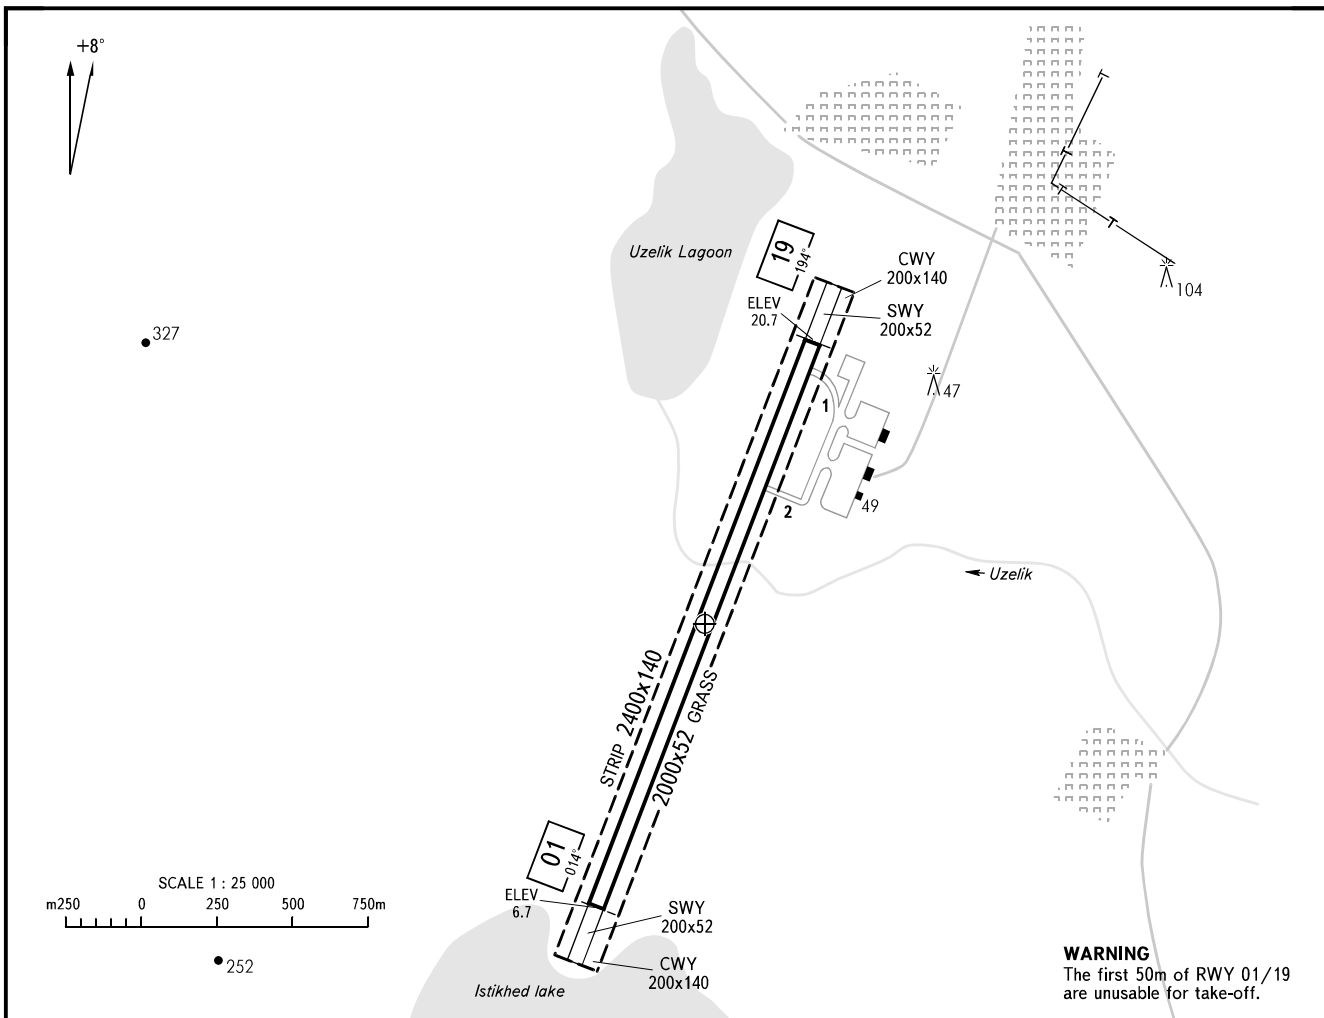 +8°
Uzelik Lagoon
19
194°
CWY
200x140
ELEV
20.7
SWY
200x52
104
327
47
1
2
49
Uzelik
STRIP 2400x140
2000x52 GRASS
01
014°
SCALE 1 : 25 000
m250 0 250 500 750m
ELEV
6.7
SWY
200x52
CWY
200x140
252
Istikhed lake
WARNING
The first 50m of RWY 01/19
are unusable for take-off.